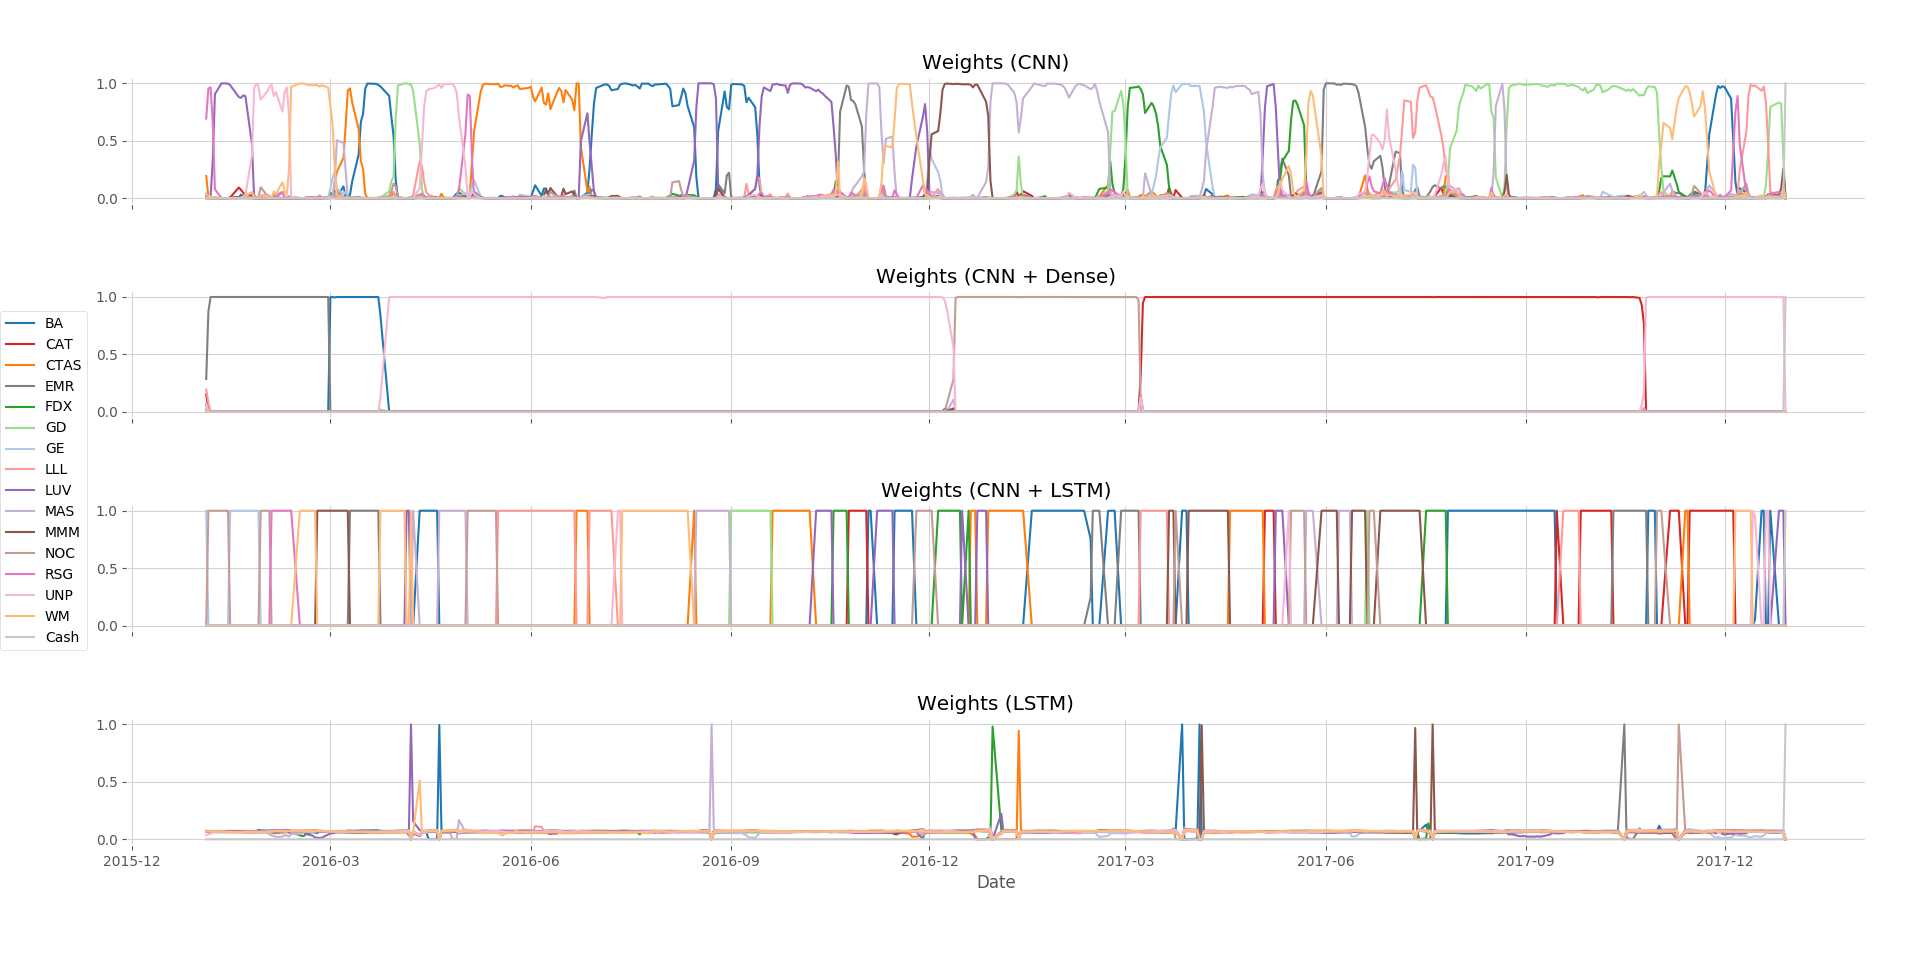 Weights (CNN)
1.0
0.5
0.0
Weights (CNN + Dense)
1.0
0.5
0.0
BA
CAT
CTAS
EMR
FDX
GD
GE
LLL
LUV
MAS
MMM
NOC
RSG
UNP
WM
Cash
Weights (CNN + LSTM)
1.0
0.5
0.0
Weights (LSTM)
1.0
0.5
0.0
2015-12 2016-03 2016-06 2016-09 2016-12 2017-03 2017-06 2017-09 2017-12
Date